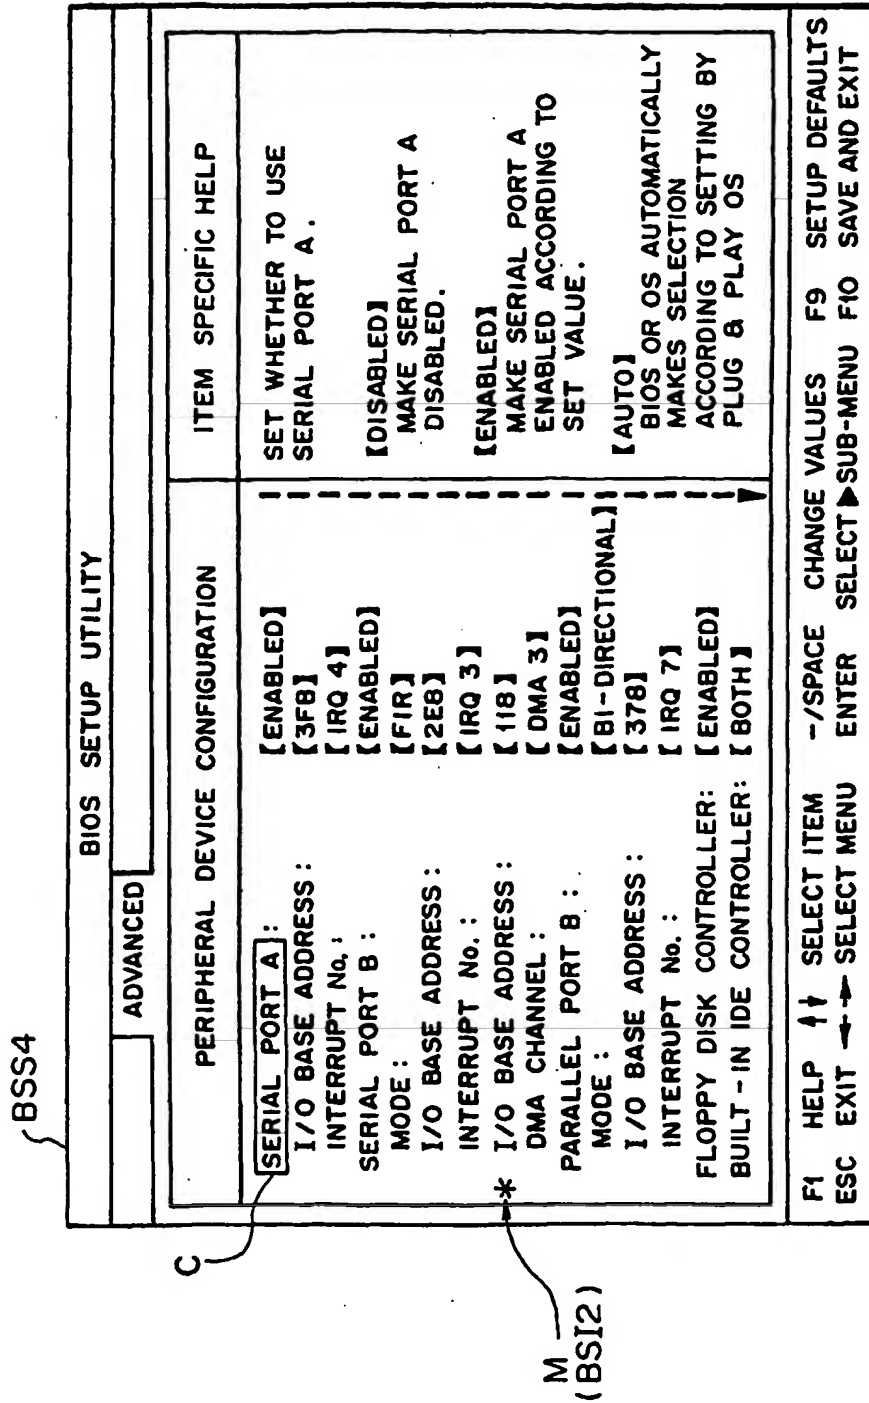 BSS4
BIOS SETUP UTILITY
ADVANCED
PERIPHERAL DEVICE CONFIGURATION
ITEM SPECIFIC HELP
C
SERIAL PORT A: [ENABLED]
I/O BASE ADDRESS: [3F8]
INTERRUPT No.: [IRQ 4]
SERIAL PORT B: [ENABLED]
MODE: [FIR]
I/O BASE ADDRESS: [2E8]
INTERRUPT No.: [IRQ 3]
* I/O BASE ADDRESS: [118]
DMA CHANNEL: [DMA 3]
PARALLEL PORT B: [ENABLED]
MODE: [BI-DIRECTIONAL]
I/O BASE ADDRESS: [378]
INTERRUPT No.: [IRQ 7]
FLOPPY DISK CONTROLLER: [ENABLED]
BUILT-IN IDE CONTROLLER: [BOTH]
M
(BSI2)
SET WHETHER TO USE
SERIAL PORT A.
[DISABLED]
MAKE SERIAL PORT A
DISABLED.
[ENABLED]
MAKE SERIAL PORT A
ENABLED ACCORDING TO
SET VALUE.
[AUTO]
BIOS OR OS AUTOMATICALLY
MAKES SELECTION
ACCORDING TO SETTING BY
PLUG & PLAY OS
F1 HELP ↑↓ SELECT ITEM -/SPACE CHANGE VALUES F9 SETUP DEFAULTS
ESC EXIT ←→ SELECT MENU ENTER SELECT ▶SUB-MENU F10 SAVE AND EXIT